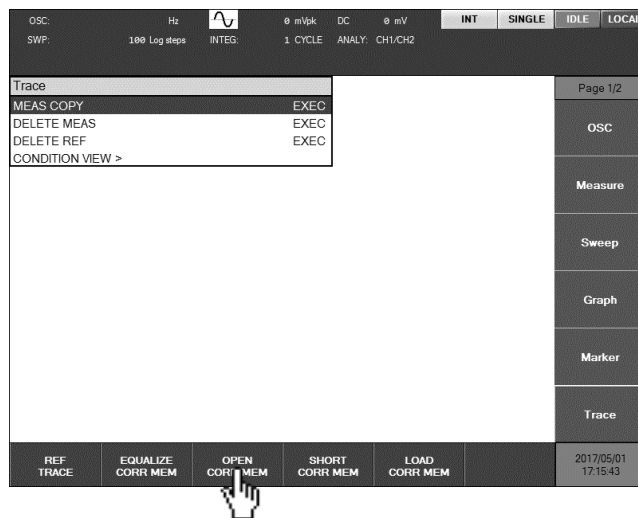 OSC: Hz 0 mVpk DC 0 mV INT SINGLE IDLE LOCAL
SWP: 100 Log steps INTEG: 1 CYCLE ANALY: CH1/CH2
Trace
MEAS COPY EXEC
DELETE MEAS EXEC
DELETE REF EXEC
CONDITION VIEW >
Page 1/2
OSC
Measure
Sweep
Graph
Marker
Trace
REF TRACE
EQUALIZE CORR MEM
OPEN CORR MEM
SHORT CORR MEM
LOAD CORR MEM
2017/05/01
17:15:43